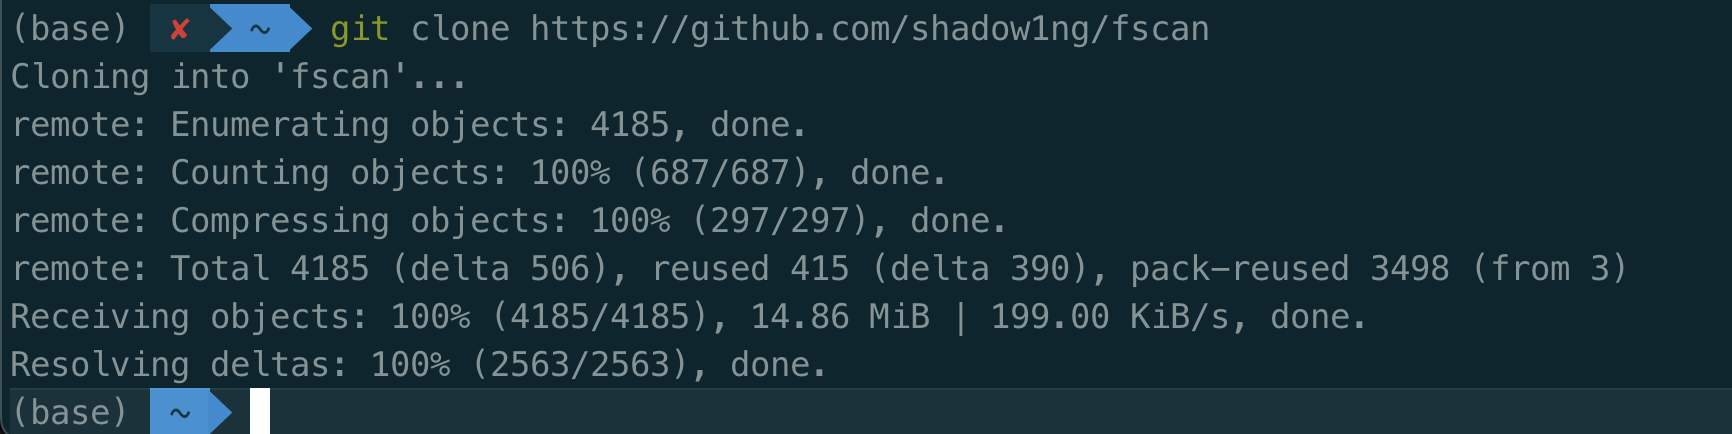 (base) ✘ ~ git clone https://github.com/shadow1ng/fscan
Cloning into 'fscan'...
remote: Enumerating objects: 4185, done.
remote: Counting objects: 100% (687/687), done.
remote: Compressing objects: 100% (297/297), done.
remote: Total 4185 (delta 506), reused 415 (delta 390), pack-reused 3498 (from 3)
Receiving objects: 100% (4185/4185), 14.86 MiB | 199.00 KiB/s, done.
Resolving deltas: 100% (2563/2563), done.
(base) ~